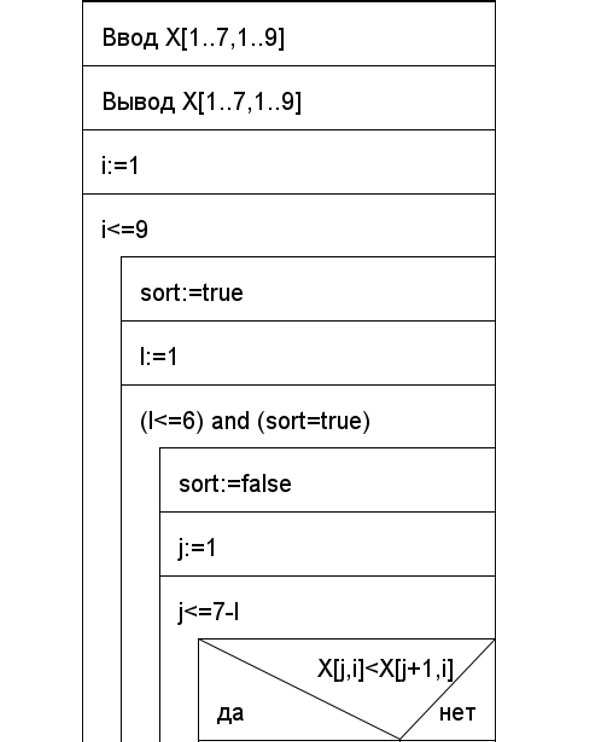 Ввод X[1..7,1..9]
Вывод X[1..7,1..9]
i:=1
i<=9
sort:=true
l:=1
(l<=6) and (sort=true)
sort:=false
j:=1
j<=7-l
X[j,i]<X[j+1,i]
да нет